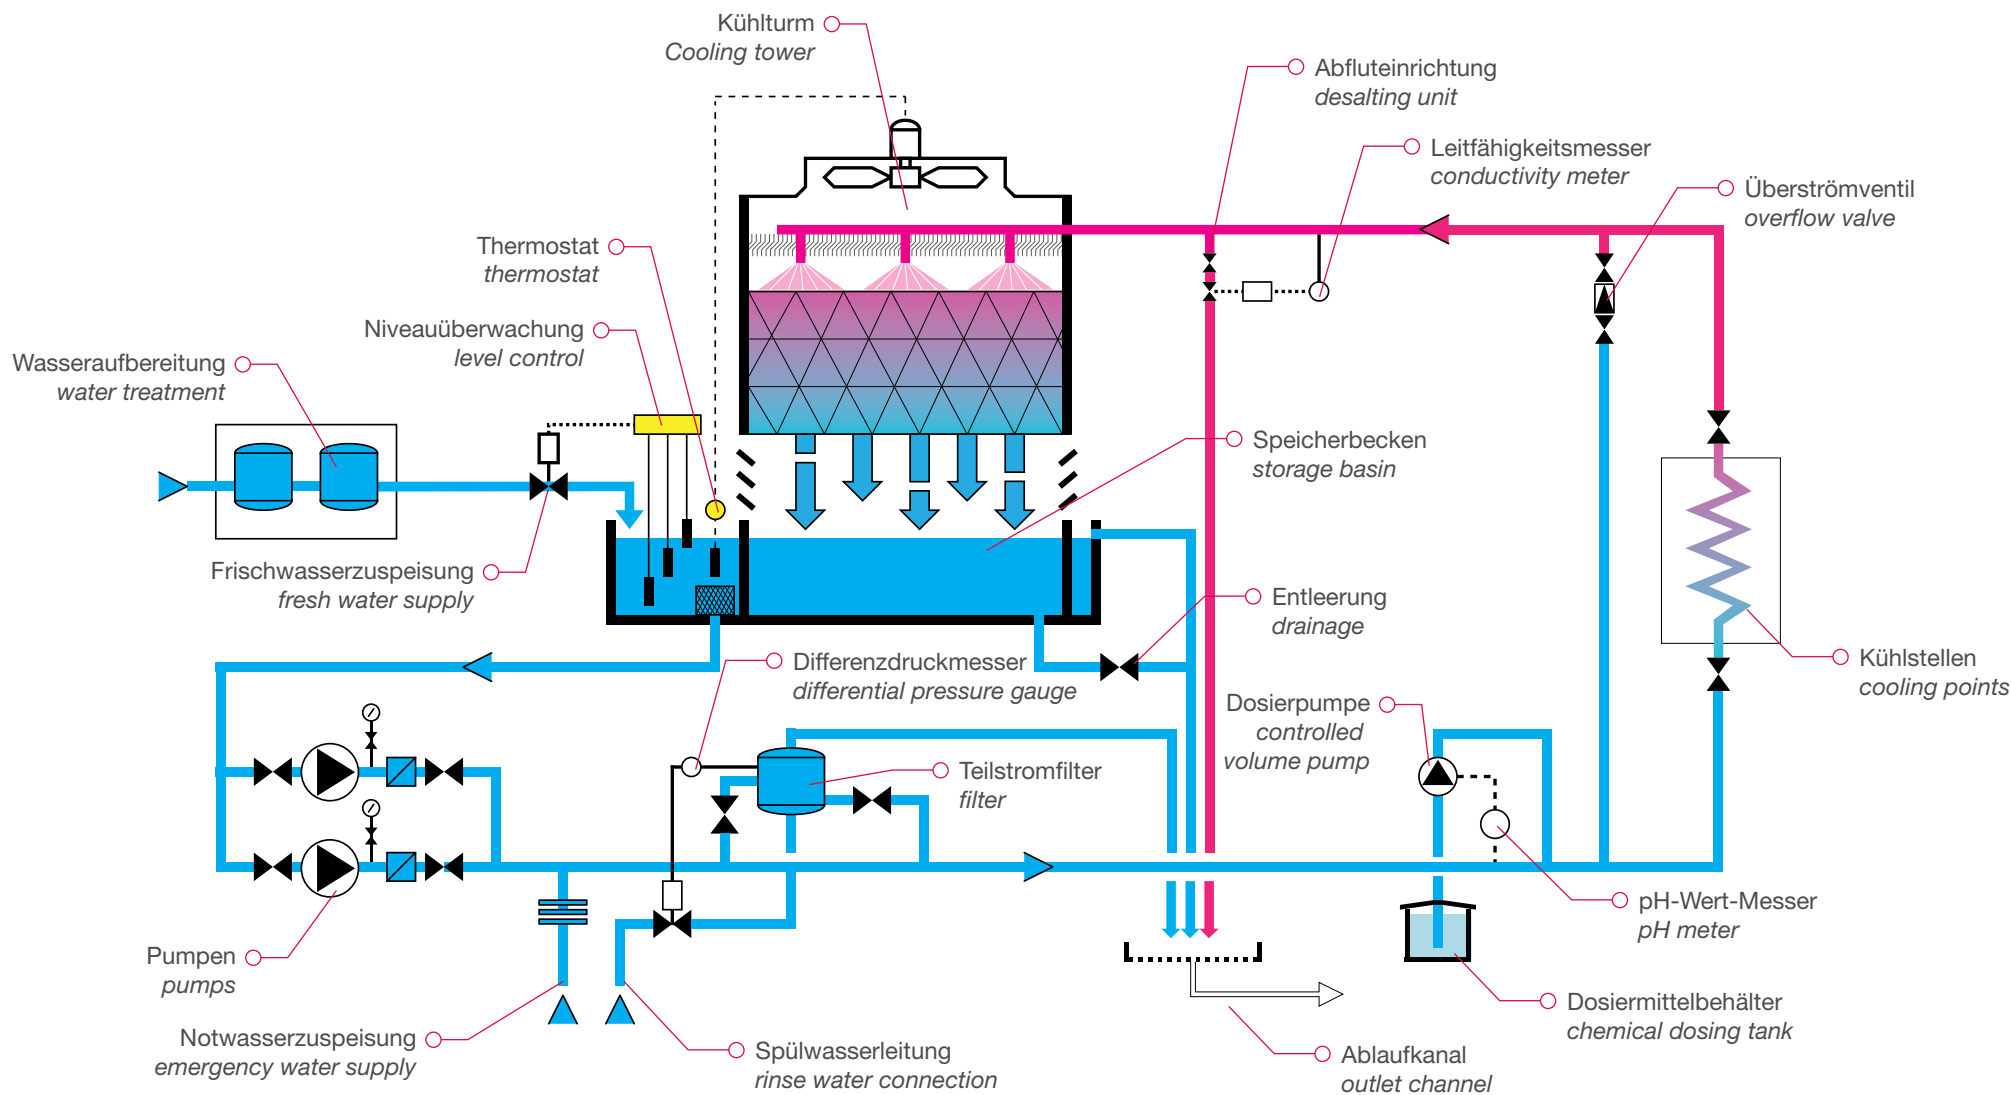 Kühlturm
Cooling tower
Abfluteinrichtung
desalting unit
Leitfähigkeitsmesser
conductivity meter
Überströmventil
overflow valve
Thermostat
thermostat
Niveauüberwachung
level control
Wasseraufbereitung
water treatment
Speicherbecken
storage basin
Frischwasserzuspeisung
fresh water supply
Entleerung
drainage
Differenzdruckmesser
differential pressure gauge
Kühlstellen
cooling points
Dosierpumpe
controlled
volume pump
Teilstromfilter
filter
pH-Wert-Messer
pH meter
Pumpen
pumps
Dosiermittelbehälter
chemical dosing tank
Notwasserzuspeisung
emergency water supply
Spülwasserleitung
rinse water connection
Ablaufkanal
outlet channel